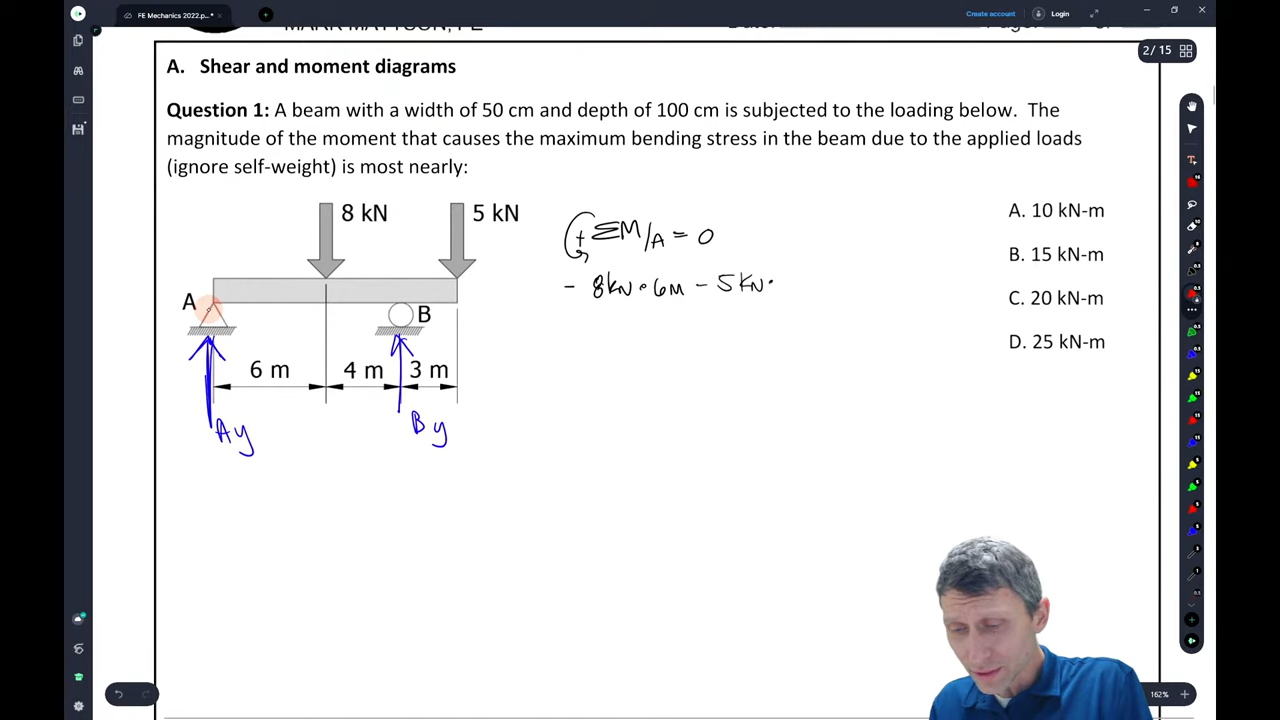 FE Mechanics 2022.p... *
Create account
Login
MARK MATTSON, PE
2 / 15
A. Shear and moment diagrams
Question 1: A beam with a width of 50 cm and depth of 100 cm is subjected to the loading below. The
magnitude of the moment that causes the maximum bending stress in the beam due to the applied loads
(ignore self-weight) is most nearly:
8 kN
5 kN
A
B
6 m
4 m
3 m
Ay
By
+ ΣM/A = 0
- 8kN · 6m - 5kN ·
A. 10 kN-m
B. 15 kN-m
C. 20 kN-m
D. 25 kN-m
162%